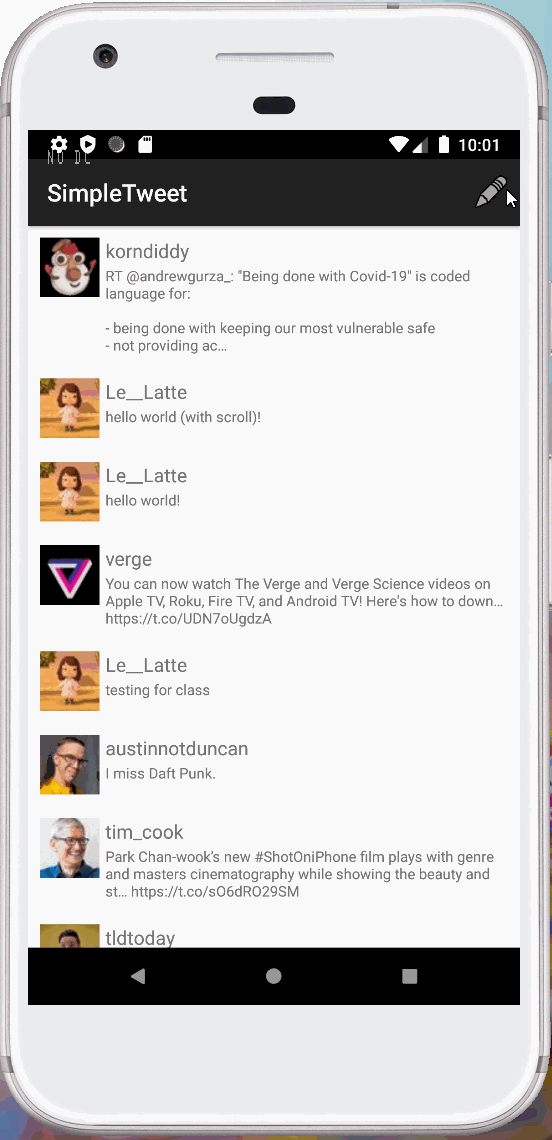 10:01
SimpleTweet
korndiddy
RT @andrewgurza_: "Being done with Covid-19" is coded
language for:
- being done with keeping our most vulnerable safe
- not providing ac…
Le__Latte
hello world (with scroll)!
Le__Latte
hello world!
verge
You can now watch The Verge and Verge Science videos on
Apple TV, Roku, Fire TV, and Android TV! Here's how to down…
https://t.co/UDN7oUgdzA
Le__Latte
testing for class
austinnotduncan
I miss Daft Punk.
tim_cook
Park Chan-wook’s new #ShotOniPhone film plays with genre
and masters cinematography while showing the beauty and
st… https://t.co/sO6dRO29SM
tldtoday